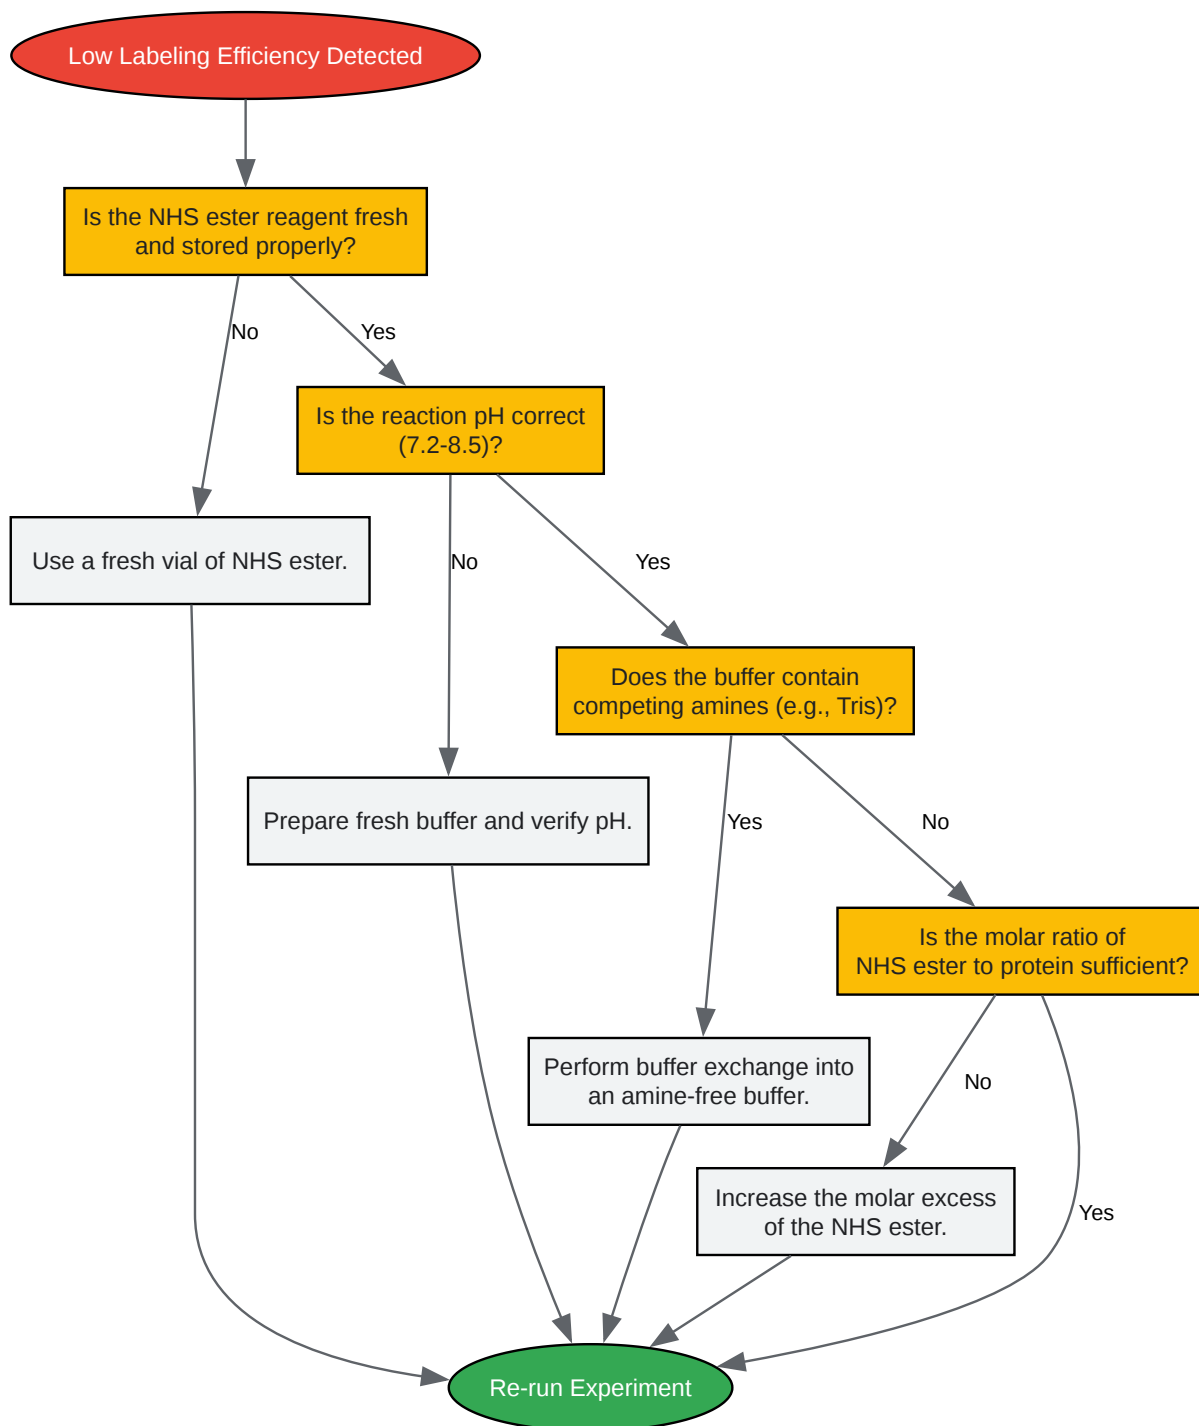 Low Labeling Efficiency Detected
Is the NHS ester reagent fresh
and stored properly?
No
Yes
Is the reaction pH correct
(7.2-8.5)?
Use a fresh vial of NHS ester.
No
Yes
Does the buffer contain
competing amines (e.g., Tris)?
Prepare fresh buffer and verify pH.
Yes
No
Is the molar ratio of
NHS ester to protein sufficient?
Perform buffer exchange into
an amine-free buffer.
No
Increase the molar excess
of the NHS ester.
Yes
Re-run Experiment